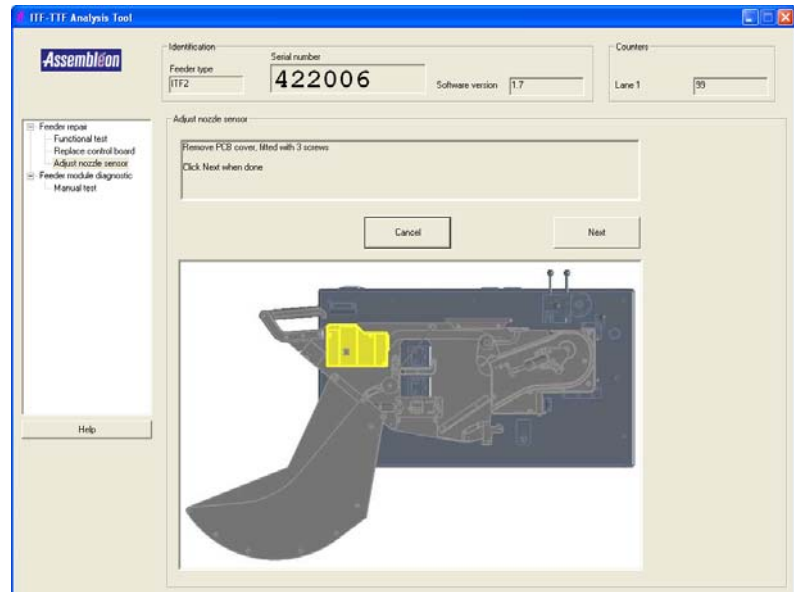 ITF-TTF Analysis Tool
Assembléon
Identification
Feeder type
ITF2
Serial number
422006
Software version
1.7
Counters
Lane 1
99
Feeder repair
Functional test
Replace control board
Adjust nozzle sensor
Feeder module diagnostic
Manual test
Help
Adjust nozzle sensor
Remove PCB cover, fitted with 3 screws
Click Next when done
Cancel
Next